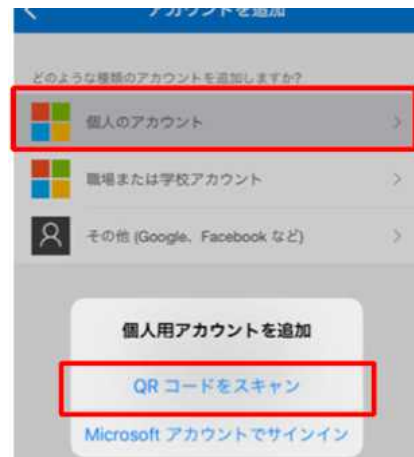 アカウントを追加
どのような種類のアカウントを追加しますか?
個人のアカウント
職場または学校アカウント
その他 (Google、Facebook など)
個人用アカウントを追加
QR コードをスキャン
Microsoft アカウントでサインイン